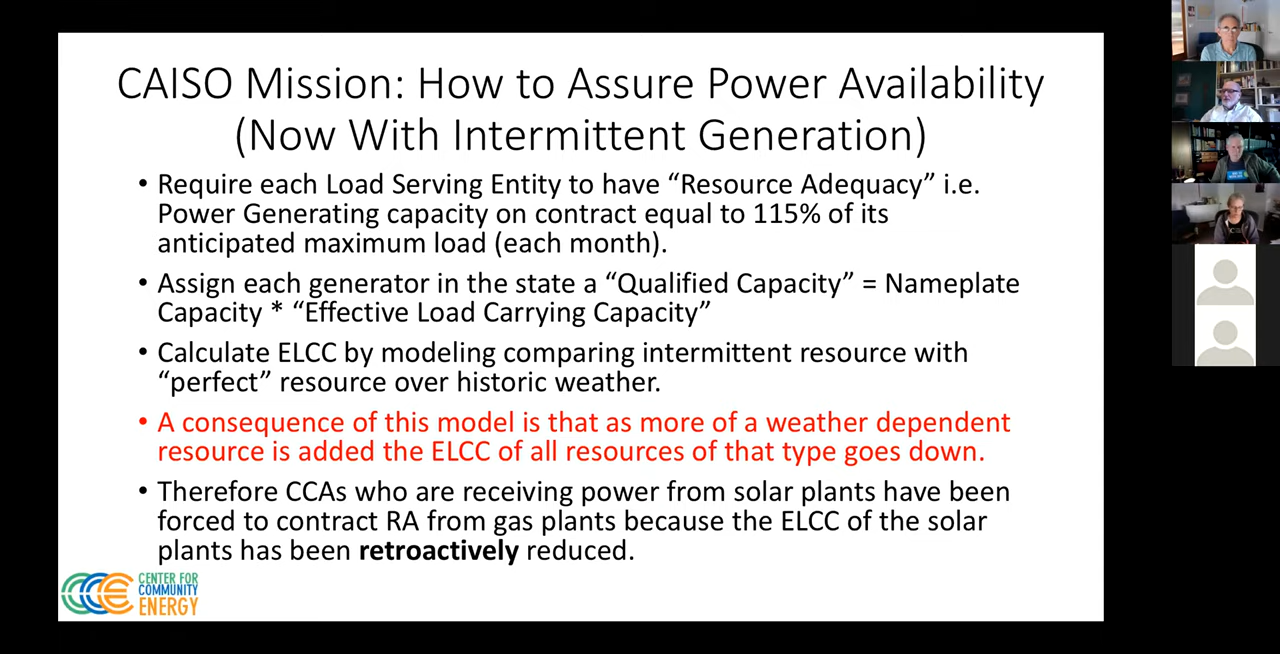 CAISO Mission: How to Assure Power Availability
(Now With Intermittent Generation)
• Require each Load Serving Entity to have “Resource Adequacy” i.e.
Power Generating capacity on contract equal to 115% of its
anticipated maximum load (each month).
• Assign each generator in the state a “Qualified Capacity” = Nameplate
Capacity * “Effective Load Carrying Capacity”
• Calculate ELCC by modeling comparing intermittent resource with
“perfect” resource over historic weather.
• A consequence of this model is that as more of a weather dependent
resource is added the ELCC of all resources of that type goes down.
• Therefore CCAs who are receiving power from solar plants have been
forced to contract RA from gas plants because the ELCC of the solar
plants has been retroactively reduced.
CCE
CENTER FOR
COMMUNITY
ENERGY